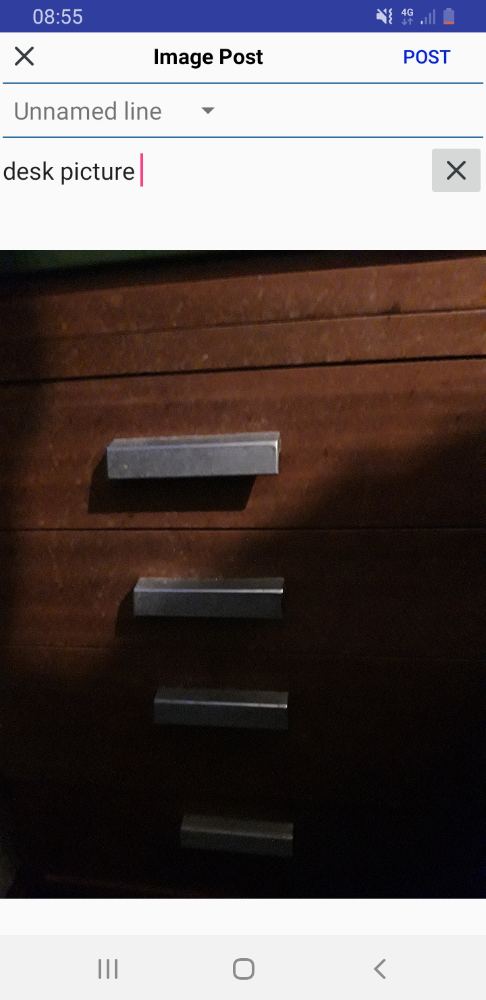 08:55
4G
Image Post
POST
Unnamed line
desk picture